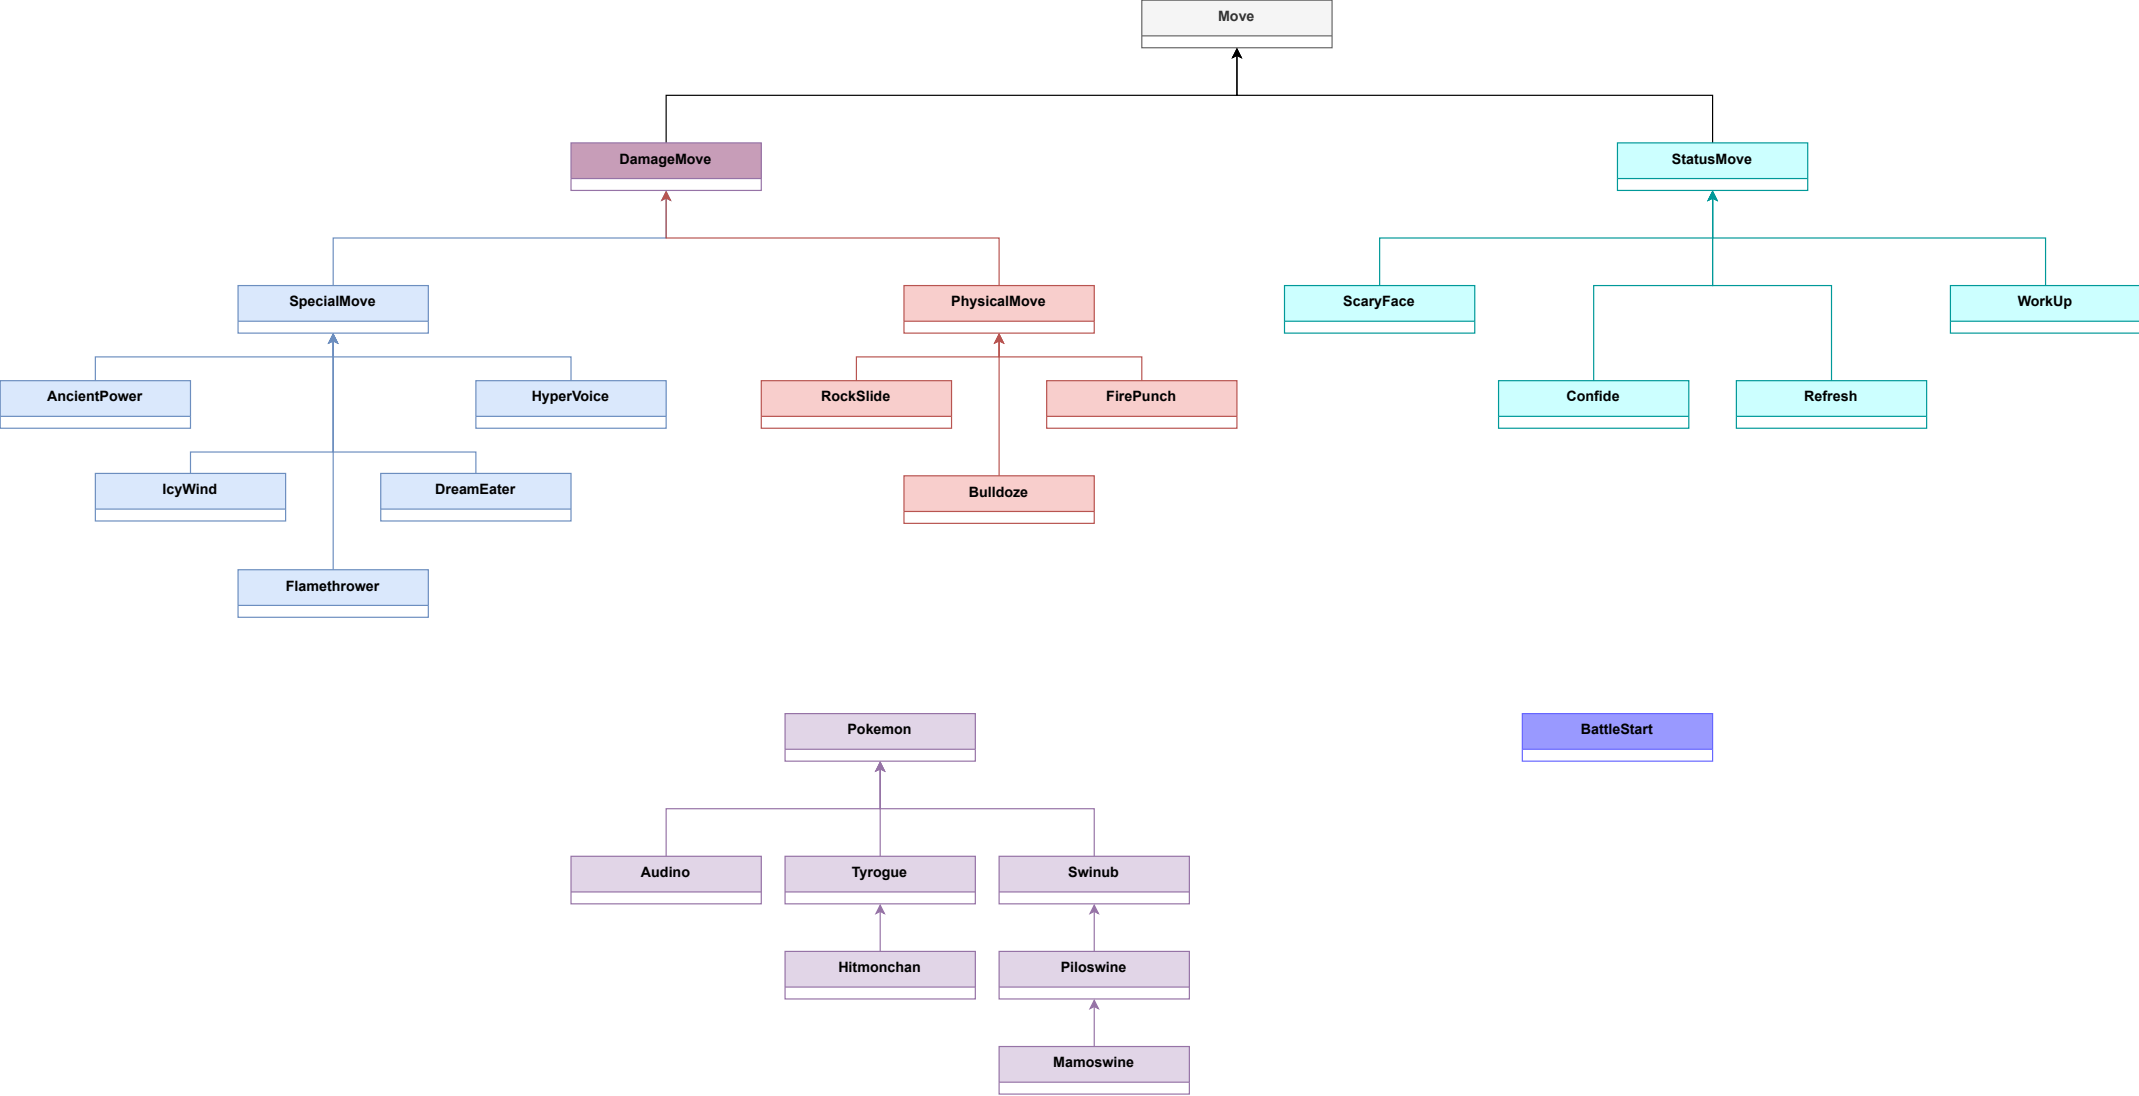 Move
DamageMove
StatusMove
SpecialMove
PhysicalMove
ScaryFace
WorkUp
AncientPower
HyperVoice
RockSlide
FirePunch
Confide
Refresh
IcyWind
DreamEater
Bulldoze
Flamethrower
Pokemon
BattleStart
Audino
Tyrogue
Swinub
Hitmonchan
Piloswine
Mamoswine